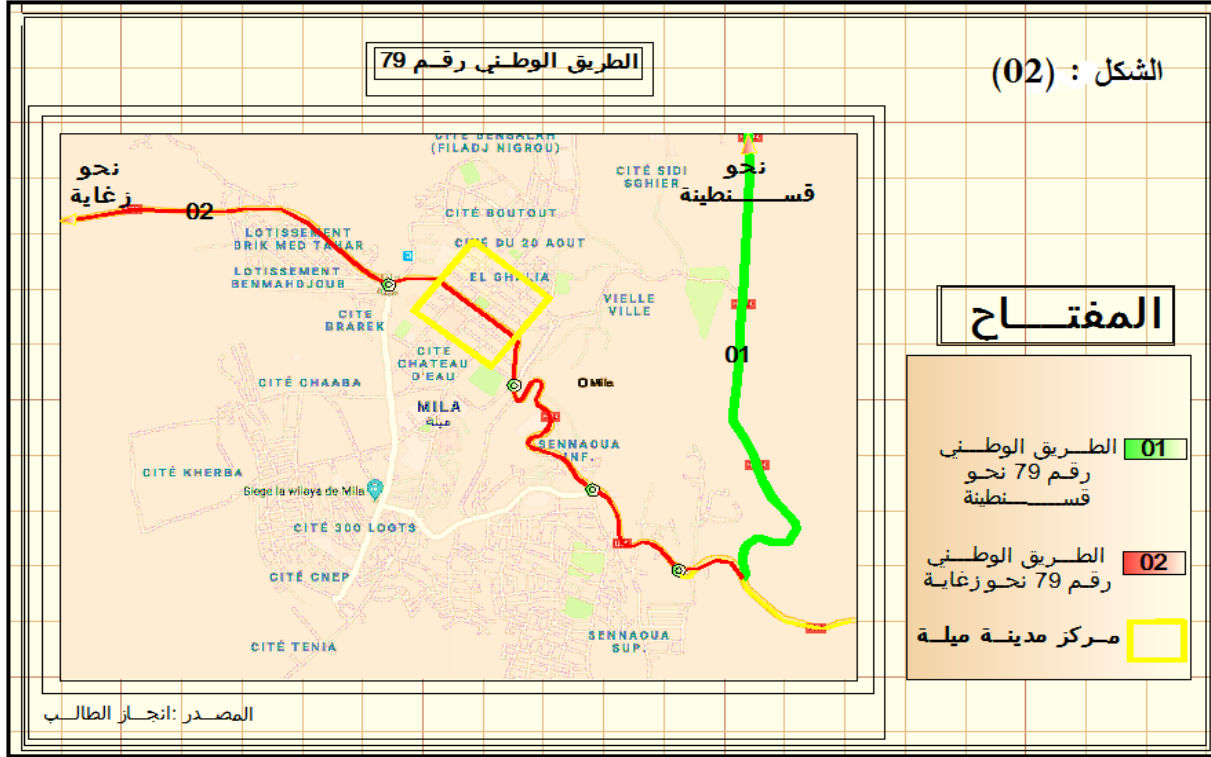 الشكل : (02)
الطريق الوطني رقم 79
CITÉ BENSALAH
(FILADJ NIGROU)
نحو
زغاية
02
CITÉ SIDI
SGHIER
نحو
قسنطينة
CITÉ BOUTOUT
LOTISSEMENT
BRIK MED TAHAR
CITÉ DU 20 AOUT
LOTISSEMENT
BENMAHDJOUB
EL GHALIA
CITE
BRAREK
VIELLE
VILLE
01
CITE
CHATEAU
D'EAU
CITÉ CHAABA
Mila
MILA
ميلة
SENNAOUA
INF.
CITÉ KHERBA
Siege la wilaya de Mila
CITÉ 300 LOGTS
CITÉ CNEP
CITÉ TENIA
SENNAOUA
SUP.
المفتاح
01
الطريق الوطني
رقم 79 نحو
قسنطينة
02
الطريق الوطني
رقم 79 نحو زغاية
مركز مدينة ميلة
المصدر :انجاز الطالب